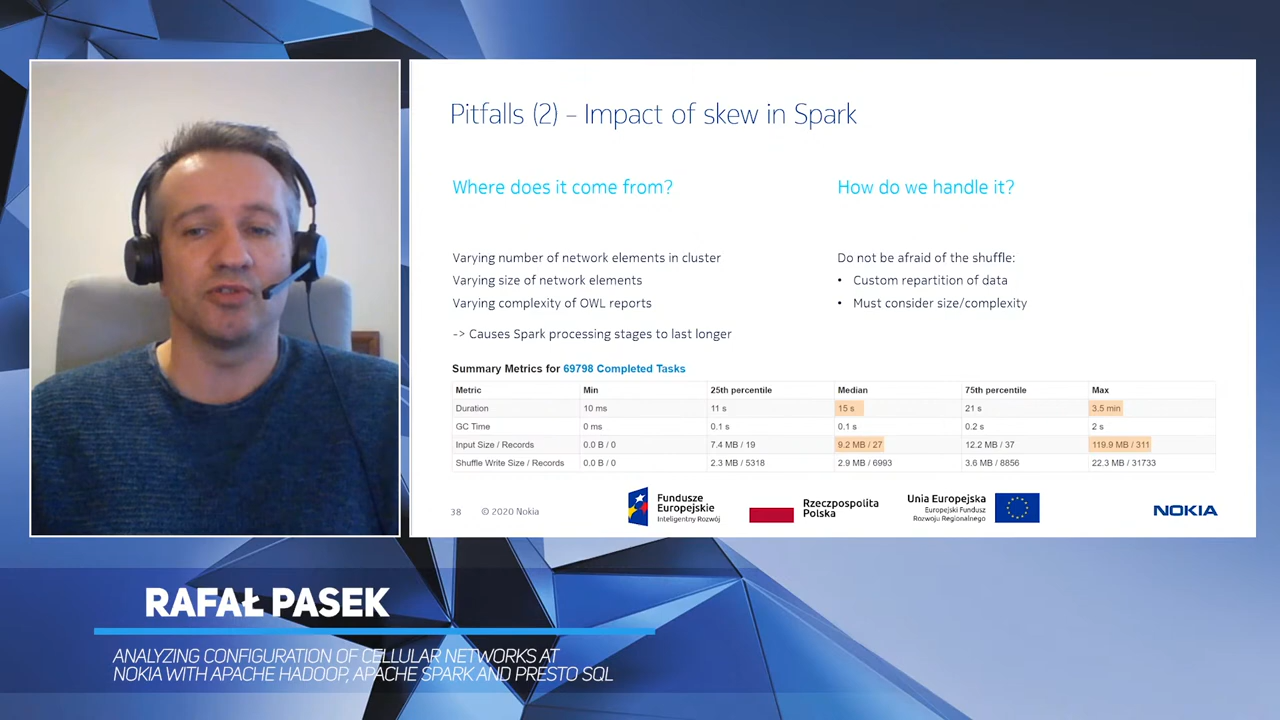 Pitfalls (2) – Impact of skew in Spark
Where does it come from?
Varying number of network elements in cluster
Varying size of network elements
Varying complexity of OWL reports
-> Causes Spark processing stages to last longer
How do we handle it?
Do not be afraid of the shuffle:
• Custom repartition of data
• Must consider size/complexity
Summary Metrics for 69798 Completed Tasks
Metric Min 25th percentile Median 75th percentile Max
Duration 10 ms 11 s 15 s 21 s 3.5 min
GC Time 0 ms 0.1 s 0.1 s 0.2 s 2 s
Input Size / Records 0.0 B / 0 7.4 MB / 19 9.2 MB / 27 12.2 MB / 37 119.9 MB / 311
Shuffle Write Size / Records 0.0 B / 0 2.3 MB / 5318 2.9 MB / 6993 3.6 MB / 8856 22.3 MB / 31733
38 © 2020 Nokia
Fundusze
Europejskie
Inteligentny Rozwój
Rzeczpospolita
Polska
Unia Europejska
Europejski Fundusz
Rozwoju Regionalnego
NOKIA
RAFAŁ PASEK
ANALYZING CONFIGURATION OF CELLULAR NETWORKS AT
NOKIA WITH APACHE HADOOP, APACHE SPARK AND PRESTO SQL